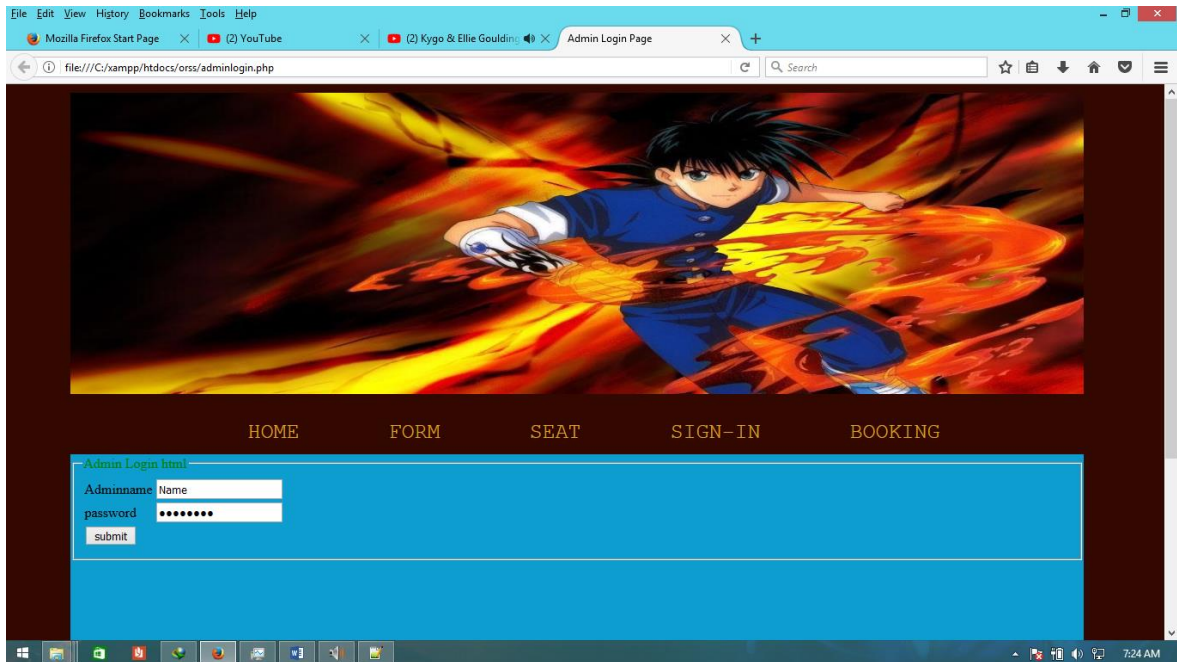 File Edit View History Bookmarks Tools Help
Mozilla Firefox Start Page (2) YouTube (2) Kygo & Ellie Goulding Admin Login Page
file:///C:/xampp/htdocs/orss/adminlogin.php Search
HOME FORM SEAT SIGN-IN BOOKING
Admin Login html
Adminname Name
password ••••••••
submit
7:24 AM